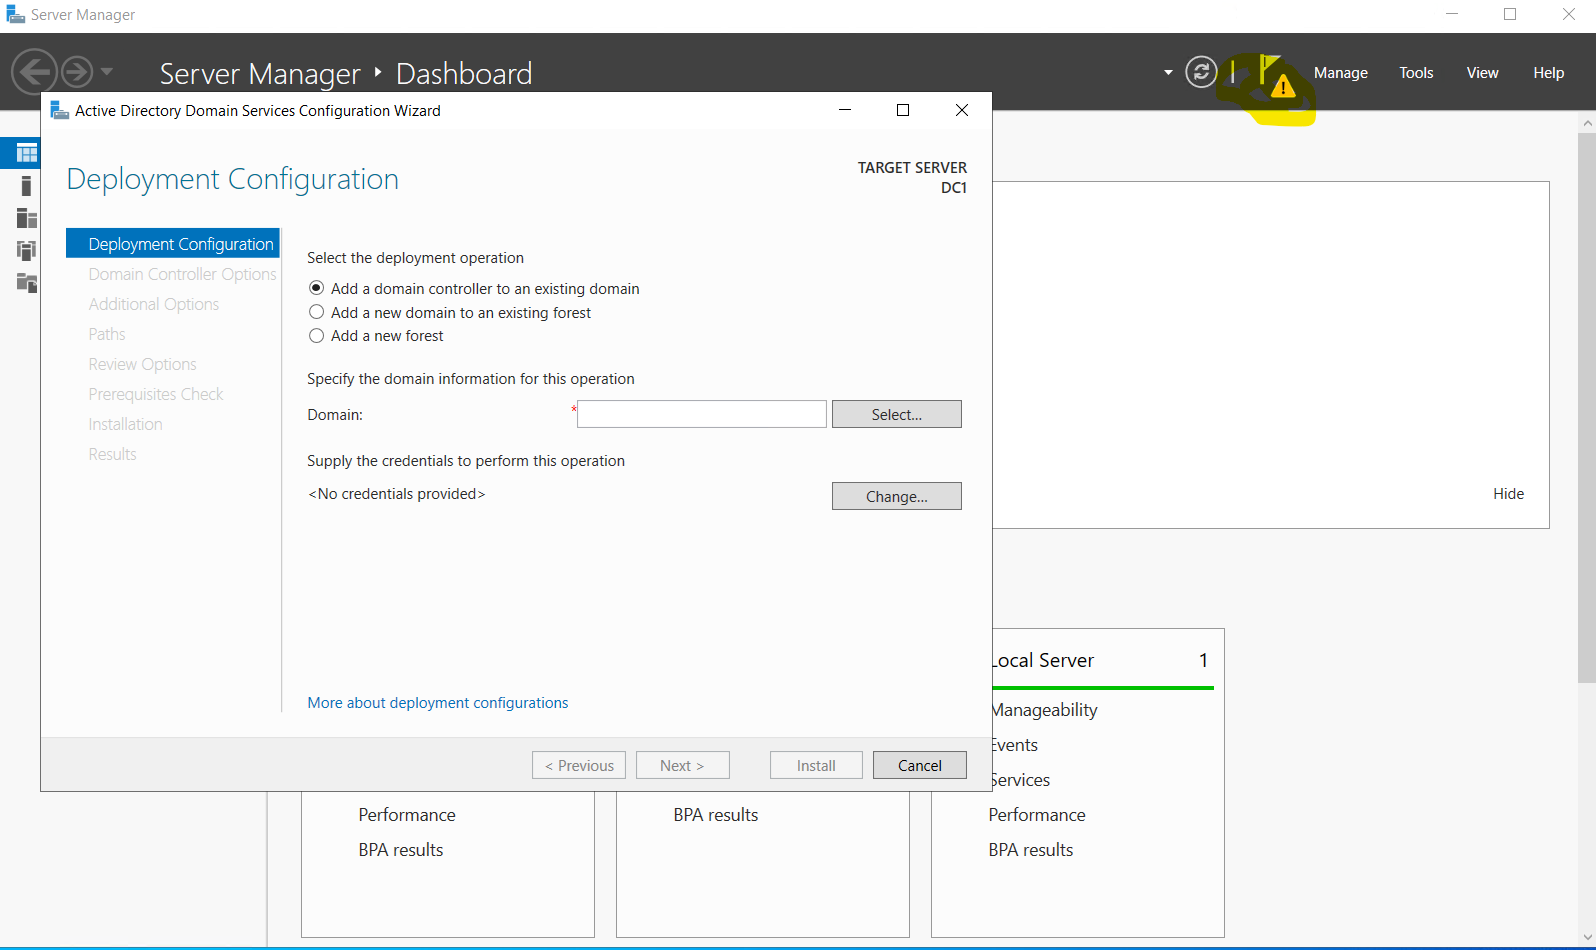 Server Manager
Server Manager ‣ Dashboard
Manage Tools View Help
Active Directory Domain Services Configuration Wizard
Deployment Configuration
TARGET SERVER
DC1
Deployment Configuration
Domain Controller Options
Additional Options
Paths
Review Options
Prerequisites Check
Installation
Results
Select the deployment operation
Add a domain controller to an existing domain
Add a new domain to an existing forest
Add a new forest
Specify the domain information for this operation
Domain: * Select...
Supply the credentials to perform this operation
<No credentials provided> Change...
More about deployment configurations
< Previous Next > Install Cancel
Hide
Performance
BPA results
BPA results
Local Server 1
Manageability
Events
Services
Performance
BPA results